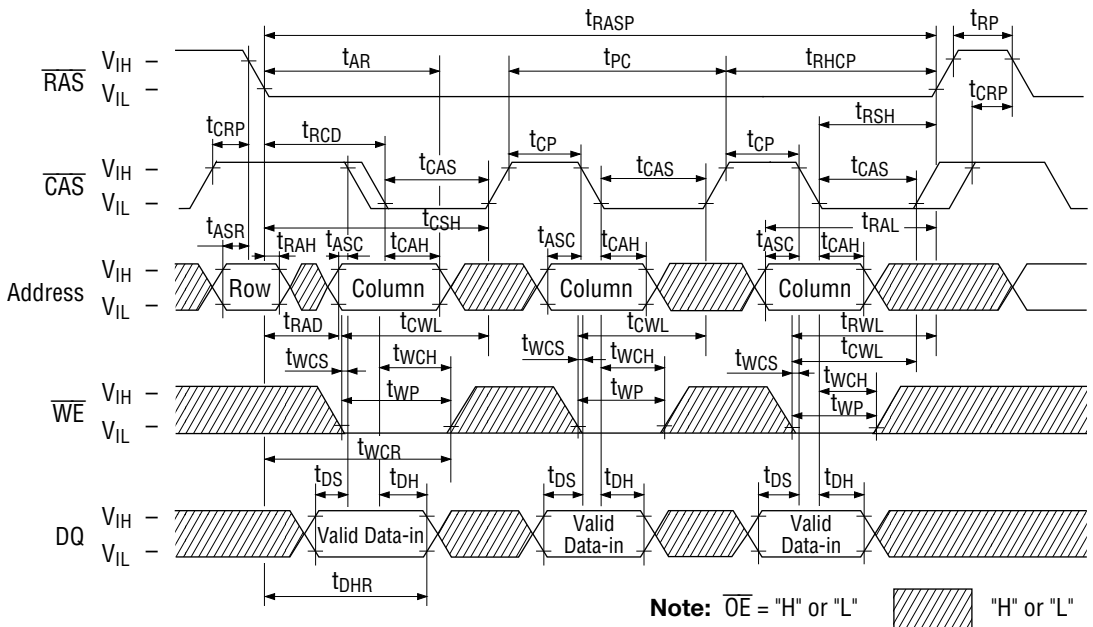 tRASP tRP
tAR tPC tRHCP
RAS VIH –
VIL –
tCRP tRCD tCP tCP tRSH tCRP
CAS VIH –
VIL –
tCAS tCAS tCAS
tCSH tRAL
tASR tRAH tASC tCAH tASC tCAH tASC tCAH
Address VIH –
VIL –
Row Column Column Column
tRAD tCWL tCWL tRWL
tCWL
tWCS tWCH tWCS tWCH tWCS tWCH
WE VIH –
VIL –
tWP tWP tWP
tWCR
tDS tDH tDS tDH tDS tDH
DQ VIH –
VIL –
Valid Data-in Valid Data-in Valid Data-in
tDHR
Note: OE = "H" or "L" "H" or "L"